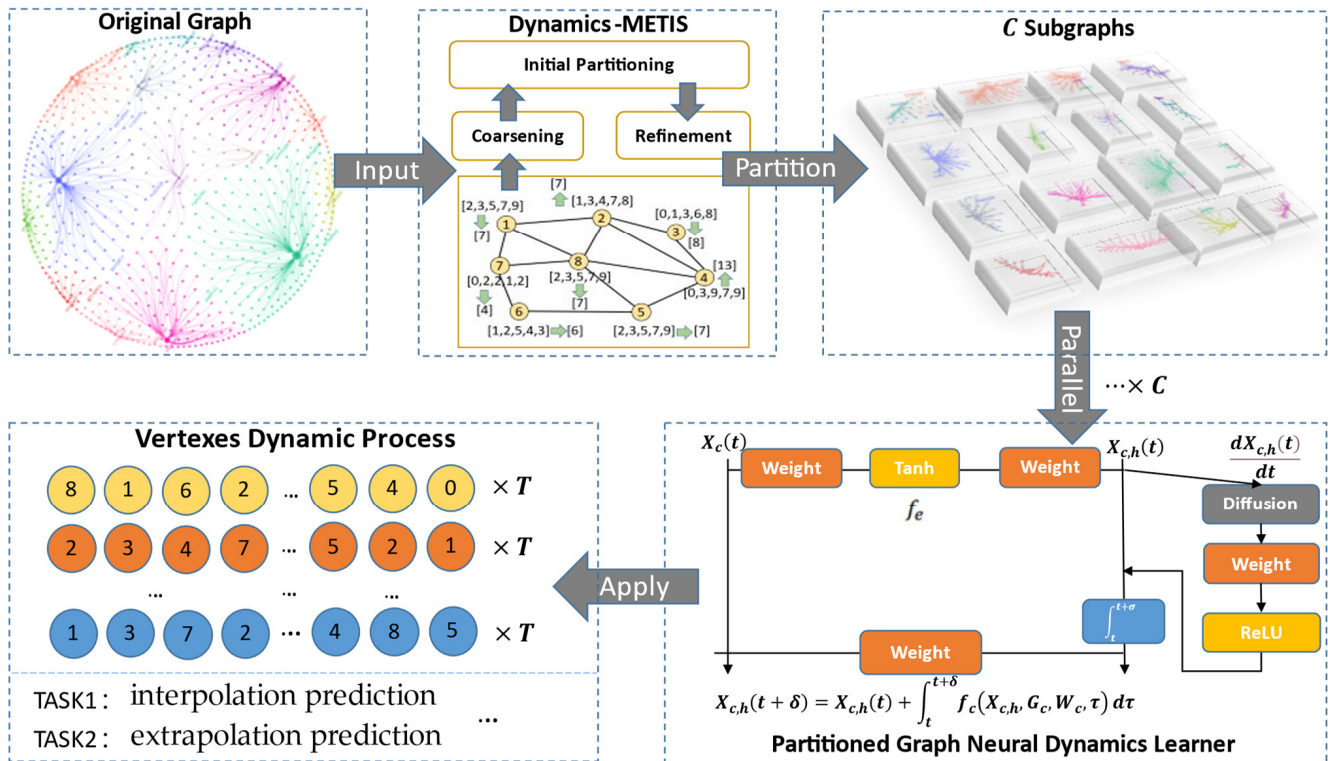 Original Graph
Input
Dynamics-METIS
Initial Partitioning
Coarsening
Refinement
[7]
[2,3,5,7,9]
[1,3,4,7,8]
[0,1,3,6,8]
1
2
3
[7]
[8]
7
8
[13]
4
[0,2,2,1,2]
[2,3,5,7,9]
[0,3,9,7,9]
[4]
[7]
6
5
[1,2,5,4,3]
[6]
[2,3,5,7,9]
[7]
Partition
C Subgraphs
Parallel
⋯× C
X_c(t)
X_{c,h}(t)
dX_{c,h}(t)
dt
Weight
Tanh
Weight
f_e
Diffusion
Weight
ReLU
∫_t^{t+σ}
Weight
X_{c,h}(t + δ) = X_{c,h}(t) + ∫_t^{t+δ} f_c(X_{c,h}, G_c, W_c, τ) dτ
Partitioned Graph Neural Dynamics Learner
Apply
Vertexes Dynamic Process
8 1 6 2 ... 5 4 0 × T
2 3 4 7 ... 5 2 1 × T
... ... ...
1 3 7 2 ... 4 8 5 × T
TASK1: interpolation prediction
...
TASK2: extrapolation prediction